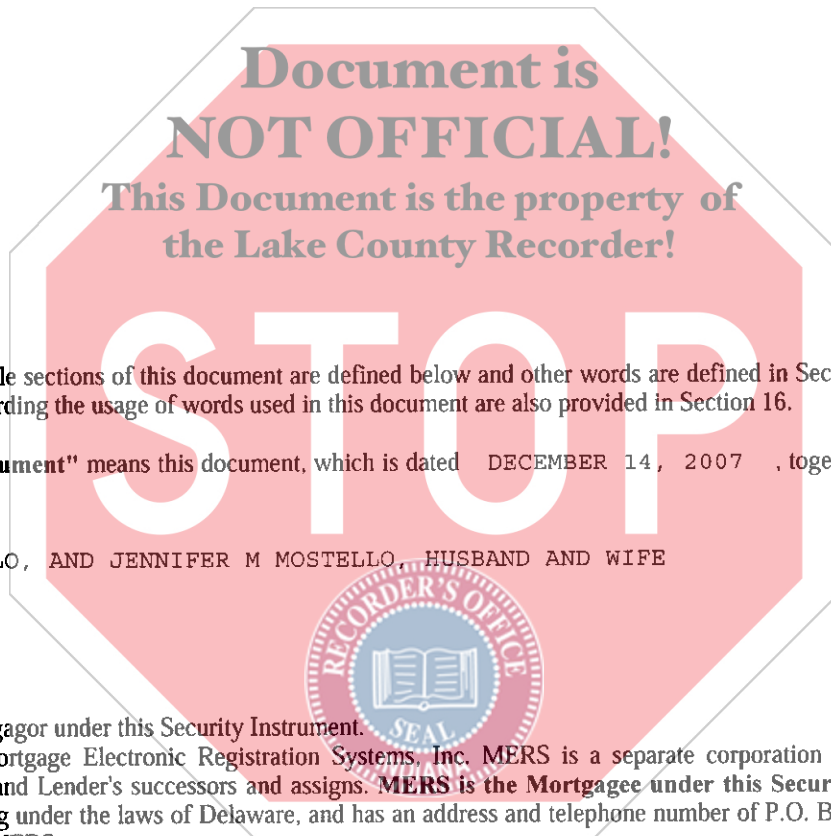 Document is
NOT OFFICIAL!
This Document is the property of
the Lake County Recorder!
STOP
le sections of this document are defined below and other words are defined in Sec
rding the usage of words used in this document are also provided in Section 16.
ument" means this document, which is dated DECEMBER 14, 2007 , toge
LO, AND JENNIFER M MOSTELLO, HUSBAND AND WIFE
RECORDER'S OFFICE
SEAL
INDIANA
gagor under this Security Instrument.
ortgage Electronic Registration Systems, Inc. MERS is a separate corporation
and Lender's successors and assigns. MERS is the Mortgagee under this Secur
g under the laws of Delaware, and has an address and telephone number of P.O. B